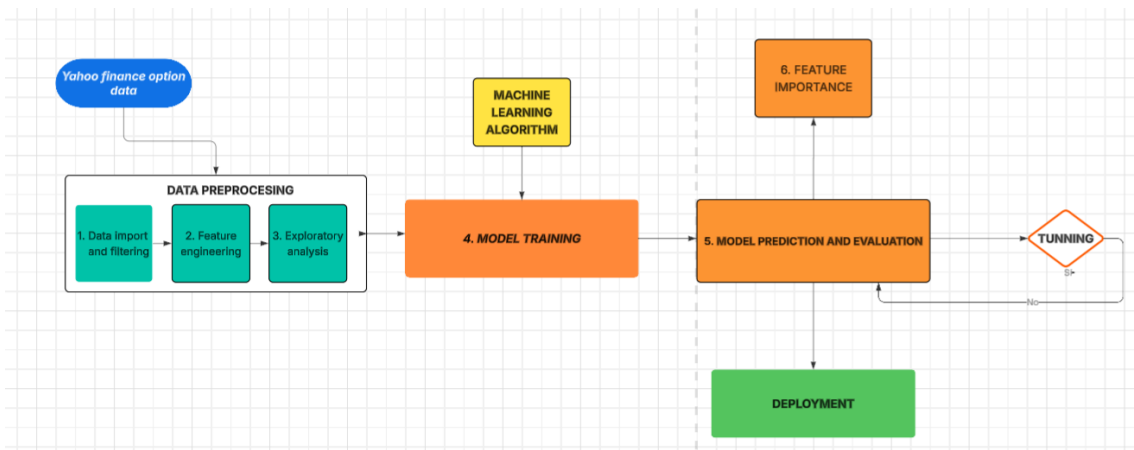 Yahoo finance option
data
DATA PREPROCESING
1. Data import
and filtering
2. Feature
engineering
3. Exploratory
analysis
MACHINE
LEARNING
ALGORITHM
4. MODEL TRAINING
6. FEATURE
IMPORTANCE
5. MODEL PREDICTION AND EVALUATION
TUNNING
Si
No
DEPLOYMENT